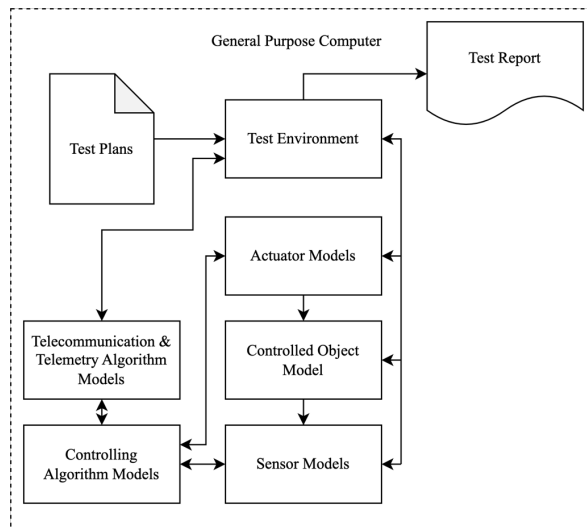 General Purpose Computer
Test Report
Test Plans
Test Environment
Actuator Models
Telecommunication &
Telemetry Algorithm
Models
Controlled Object
Model
Controlling
Algorithm Models
Sensor Models